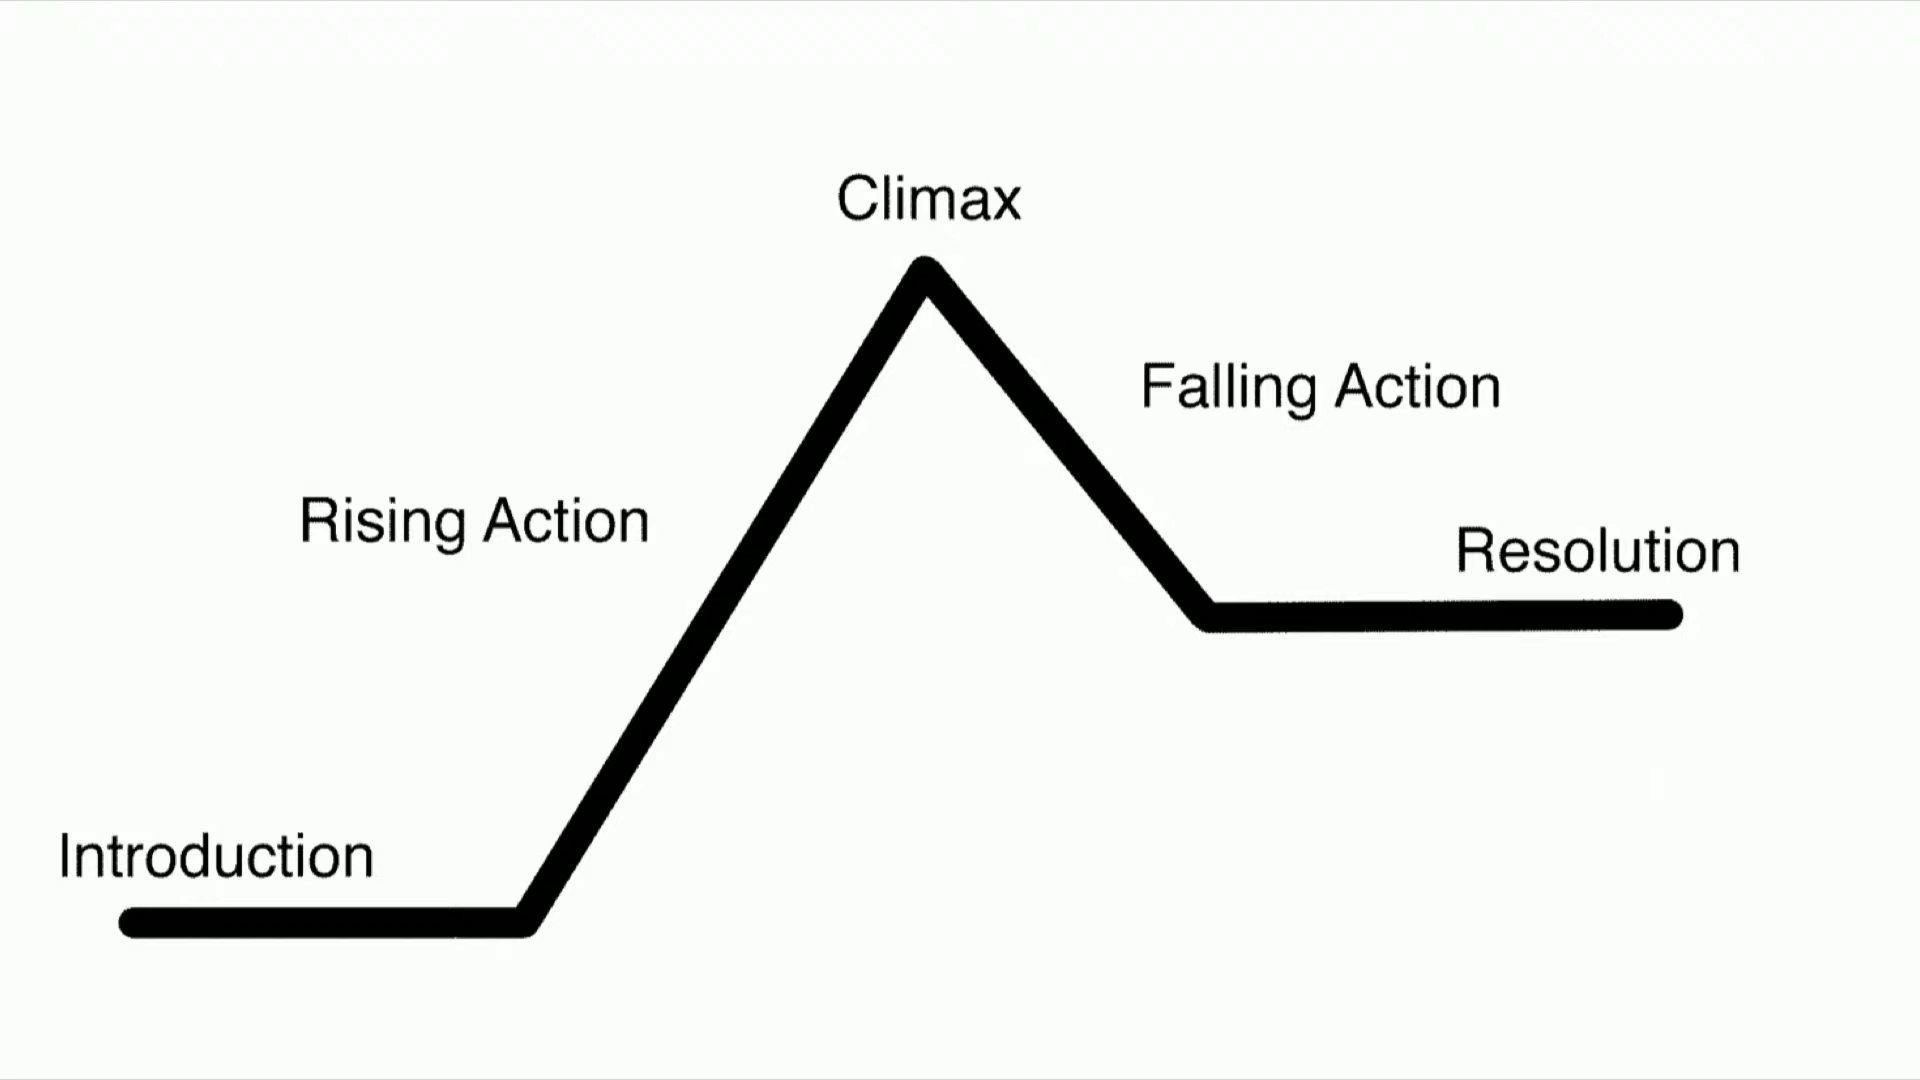 Climax
Falling Action
Rising Action
Resolution
Introduction